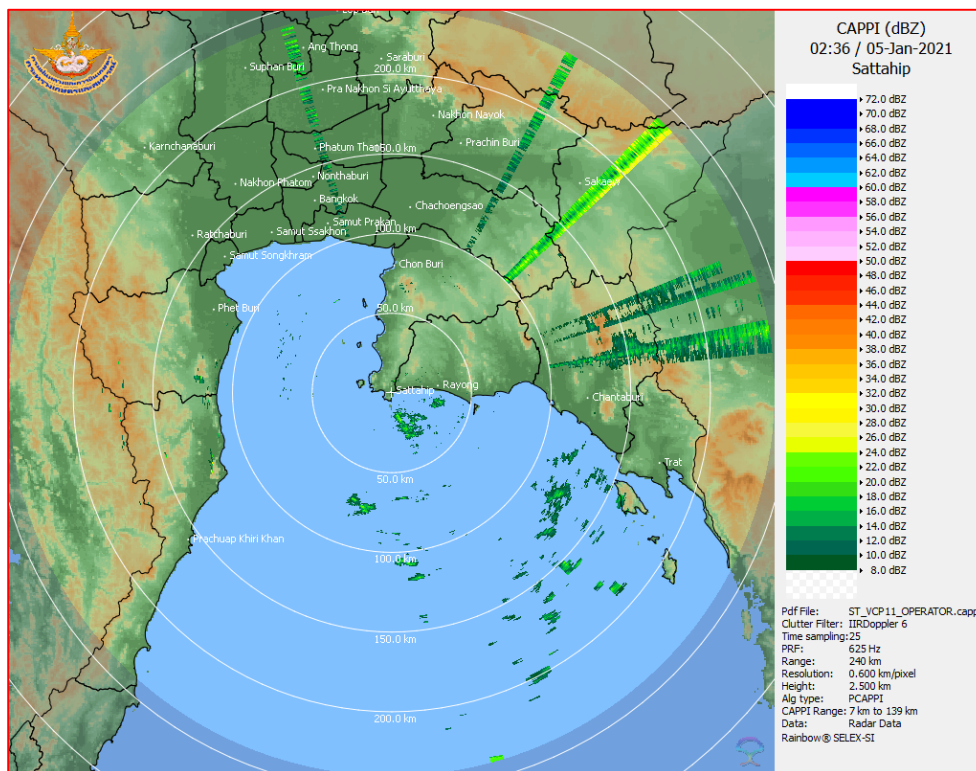 CAPPI (dBZ)
02:36 / 05-Jan-2021
Sattahip
72.0 dBZ
70.0 dBZ
68.0 dBZ
66.0 dBZ
64.0 dBZ
62.0 dBZ
60.0 dBZ
58.0 dBZ
56.0 dBZ
54.0 dBZ
52.0 dBZ
50.0 dBZ
48.0 dBZ
46.0 dBZ
44.0 dBZ
42.0 dBZ
40.0 dBZ
38.0 dBZ
36.0 dBZ
34.0 dBZ
32.0 dBZ
30.0 dBZ
28.0 dBZ
26.0 dBZ
24.0 dBZ
22.0 dBZ
20.0 dBZ
18.0 dBZ
16.0 dBZ
14.0 dBZ
12.0 dBZ
10.0 dBZ
8.0 dBZ
Pdf File: ST_VCP11_OPERATOR.capp
Clutter Filter: IIRDoppler 6
Time sampling:25
PRF: 625 Hz
Range: 240 km
Resolution: 0.600 km/pixel
Height: 2.500 km
Alg type: PCAPPI
CAPPI Range: 7 km to 139 km
Data: Radar Data
Rainbow® SELEX-SI
Ang Thong
Saraburi
Suphan Buri
200.0 km
Pra Nakhon Si Ayutthaya
Nakhon Nayok
Karnchanaburi
Phatum Than
150.0 km
Prachin Buri
Nonthaburi
Nakhon Phatom
Sakaew
Bangkok
Chachoengsao
Samut Prakan
Ratchaburi
Samut Ssakhon
100.0 km
Samut Songkhram
Chon Buri
Phet Buri
50.0 km
Sattahip
Rayong
Chantaburi
Trat
50.0 km
Prachuap Khiri Khan
100.0 km
150.0 km
200.0 km